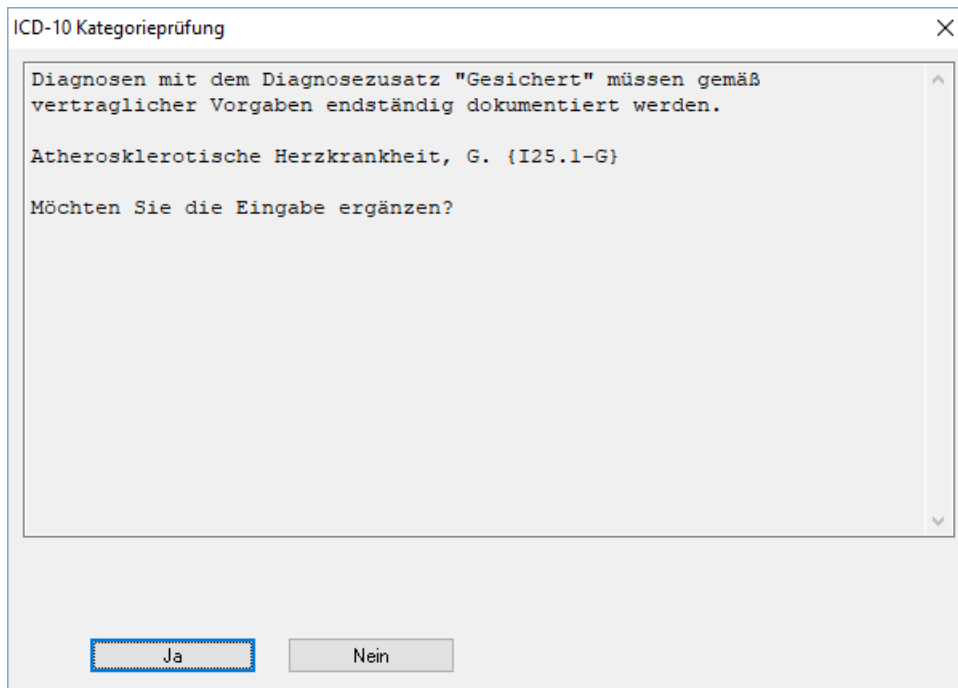 ICD-10 Kategorieprüfung
Diagnosen mit dem Diagnosezusatz "Gesichert" müssen gemäß
vertraglicher Vorgaben endständig dokumentiert werden.
Atherosklerotische Herzkrankheit, G. {I25.1-G}
Möchten Sie die Eingabe ergänzen?
Ja
Nein